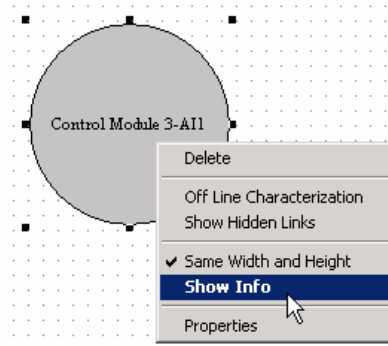 Control Module 3-AI1
Delete
Off Line Characterization
Show Hidden Links
Same Width and Height
Show Info
Properties